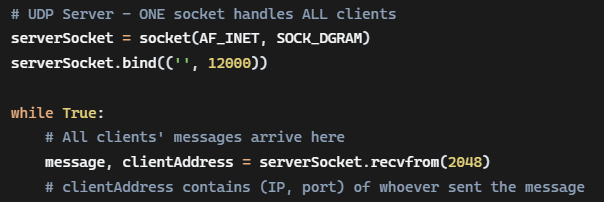 # UDP Server - ONE socket handles ALL clients
serverSocket = socket(AF_INET, SOCK_DGRAM)
serverSocket.bind(('', 12000))

while True:
    # All clients' messages arrive here
    message, clientAddress = serverSocket.recvfrom(2048)
    # clientAddress contains (IP, port) of whoever sent the message